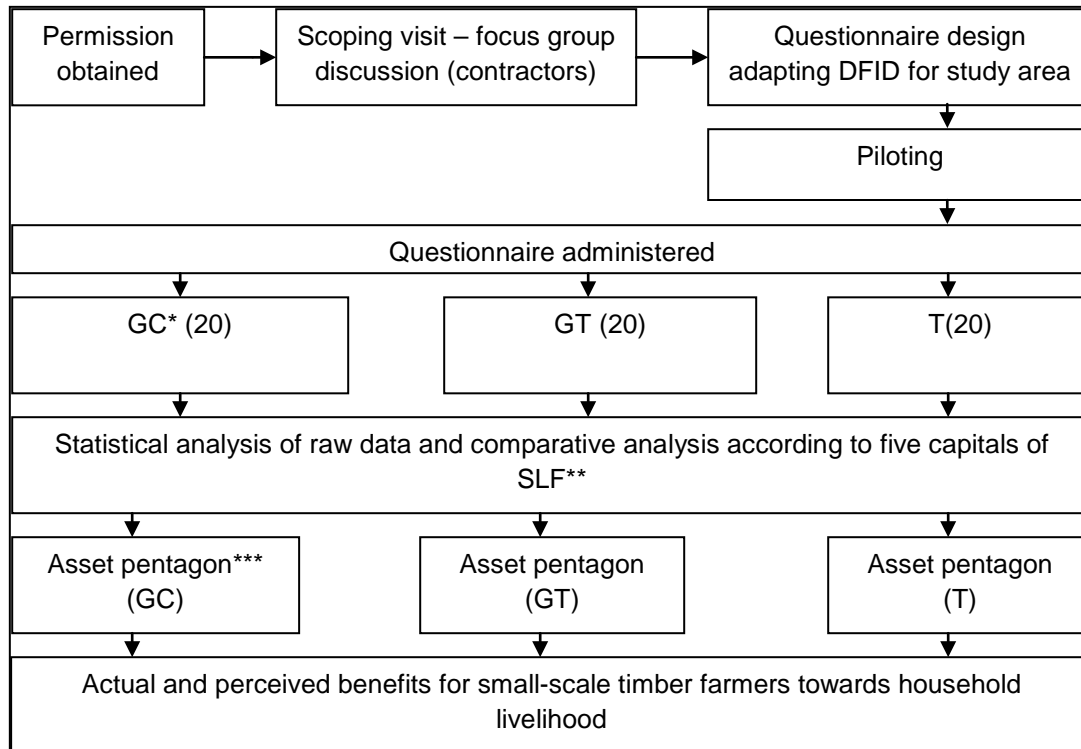 Permission
obtained
Scoping visit – focus group
discussion (contractors)
Questionnaire design
adapting DFID for study area
Piloting
Questionnaire administered
GC* (20)
GT (20)
T(20)
Statistical analysis of raw data and comparative analysis according to five capitals of
SLF**
Asset pentagon***
(GC)
Asset pentagon
(GT)
Asset pentagon
(T)
Actual and perceived benefits for small-scale timber farmers towards household
livelihood